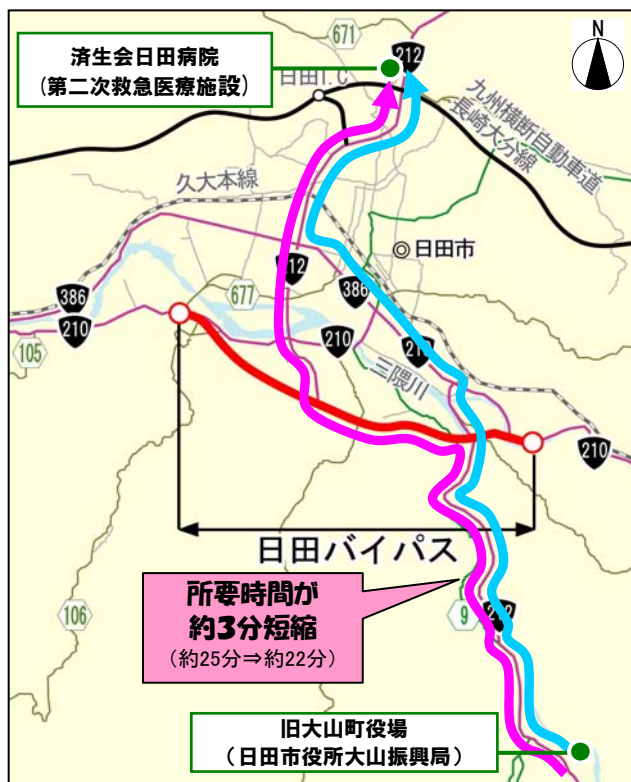 済生会日田病院
(第二次救急医療施設)
671
212
N
日田I.C
九州横断自動車道
長崎大分線
久大本線
日田市
212
386
677
386
210
210
105
210
三隈川
210
日田バイパス
所要時間が
約3分短縮
(約25分⇒約22分)
106
9
旧大山町役場
(日田市役所大山振興局)